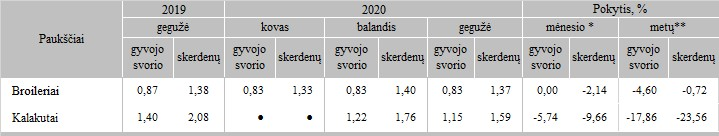 Paukščiai 2019 2020 Pokytis, %
gegužė kovas balandis gegužė mėnesio * metų**
gyvojo svorio skerdenų gyvojo svorio skerdenų gyvojo svorio skerdenų gyvojo svorio skerdenų gyvojo svorio skerdenų gyvojo svorio skerdenų
Broileriai 0,87 1,38 0,83 1,33 0,83 1,40 0,83 1,37 0,00 -2,14 -4,60 -0,72
Kalakutai 1,40 2,08 ● ● 1,22 1,76 1,15 1,59 -5,74 -9,66 -17,86 -23,56